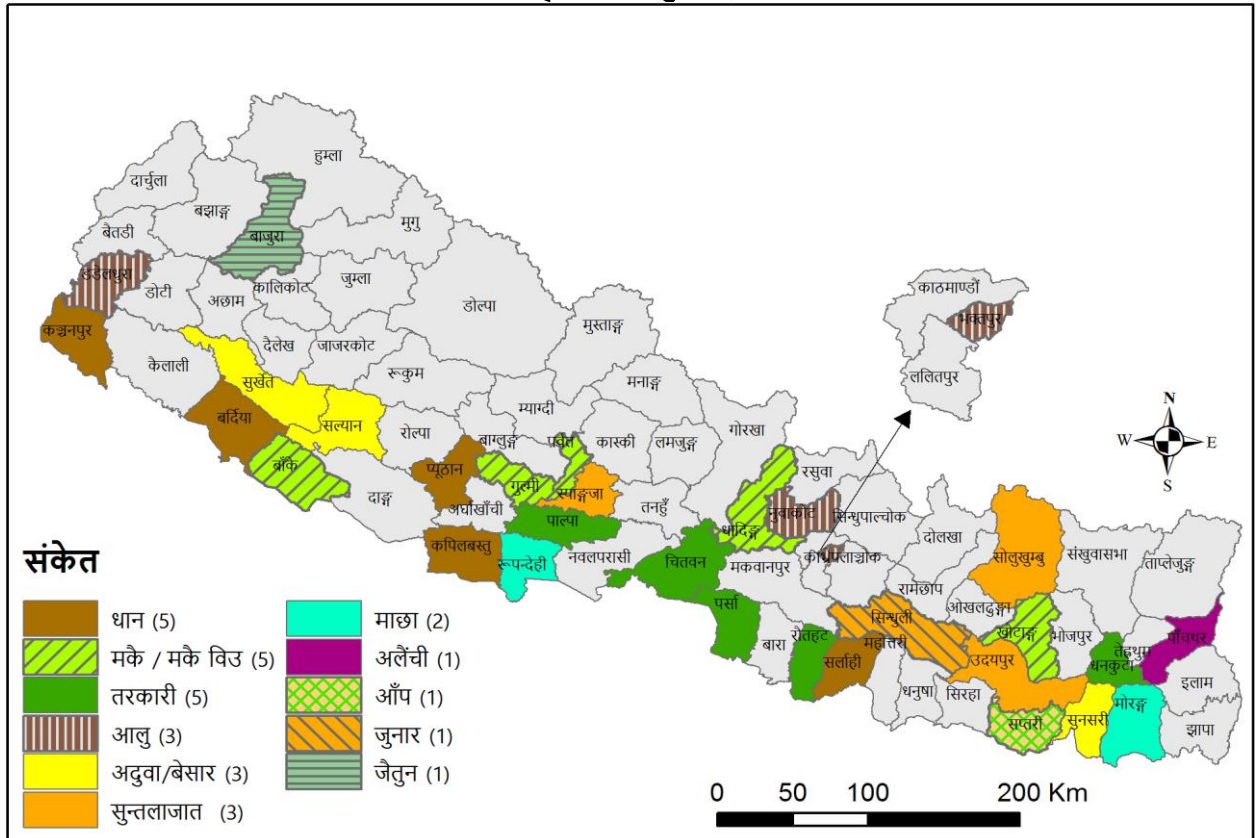 हुम्ला
दार्चुला
बझाङ्ग
मुगु
बैतडी
बाजुरा
डडेलधुरा
डोटी
अछाम
कालिकोट
जुम्ला
डोल्पा
मुस्ताङ्ग
काठमाण्डौं
भक्तपुर
ललितपुर
कञ्चनपुर
कैलाली
दैलेख
जाजरकोट
सुर्खेत
रूकुम
मनाङ्ग
म्याग्दी
बर्दिया
सल्यान
रोल्पा
बाग्लुङ्ग
पर्वत
कास्की
लमजुङ्ग
गोरखा
रसुवा
N
W
E
S
बाँके
दाङ्ग
प्यूठान
गुल्मी
स्याङ्गजा
तनहुँ
नुवाकोट
सिन्धुपाल्चोक
दोलखा
सोलुखुम्बु
संखुवासभा
ताप्लेजुङ्ग
अर्घाखाँची
पाल्पा
धादिङ्ग
कपिलबस्तु
रूपन्देही
नवलपरासी
चितवन
मकवानपुर
काभ्रेपलाञ्चोक
रामेछाप
ओखलढुङ्गा
खोटाङ्ग
भोजपुर
तेह्रथुम
पाँचथर
धनकुटा
पर्सा
बारा
रौतहट
सर्लाही
महोत्तरी
सिन्धुली
उदयपुर
धनुषा
सिरहा
सप्तरी
सुनसरी
मोरङ्ग
इलाम
झापा
संकेत
धान (5)
मकै / मकै विउ (5)
तरकारी (5)
आलु (3)
अदुवा/बेसार (3)
सुन्तलाजात (3)
माछा (2)
अलैंची (1)
आँप (1)
जुनार (1)
जैतुन (1)
0 50 100 200 Km